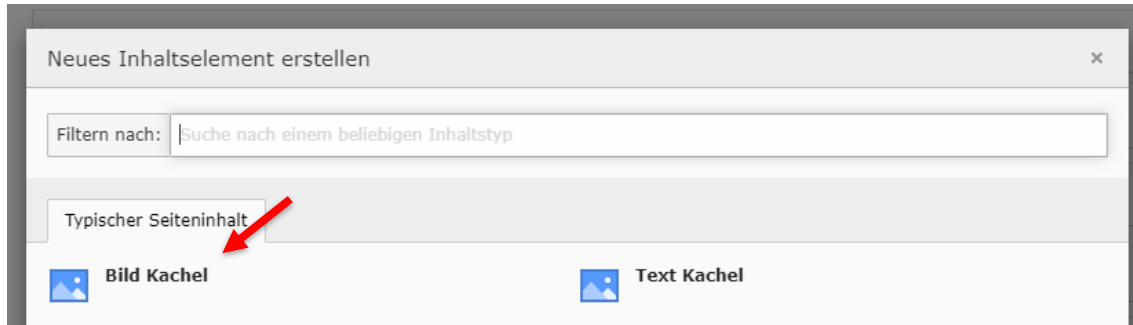 Neues Inhaltselement erstellen ×
Filtern nach: Suche nach einem beliebigen Inhaltstyp
Typischer Seiteninhalt
Bild Kachel Text Kachel